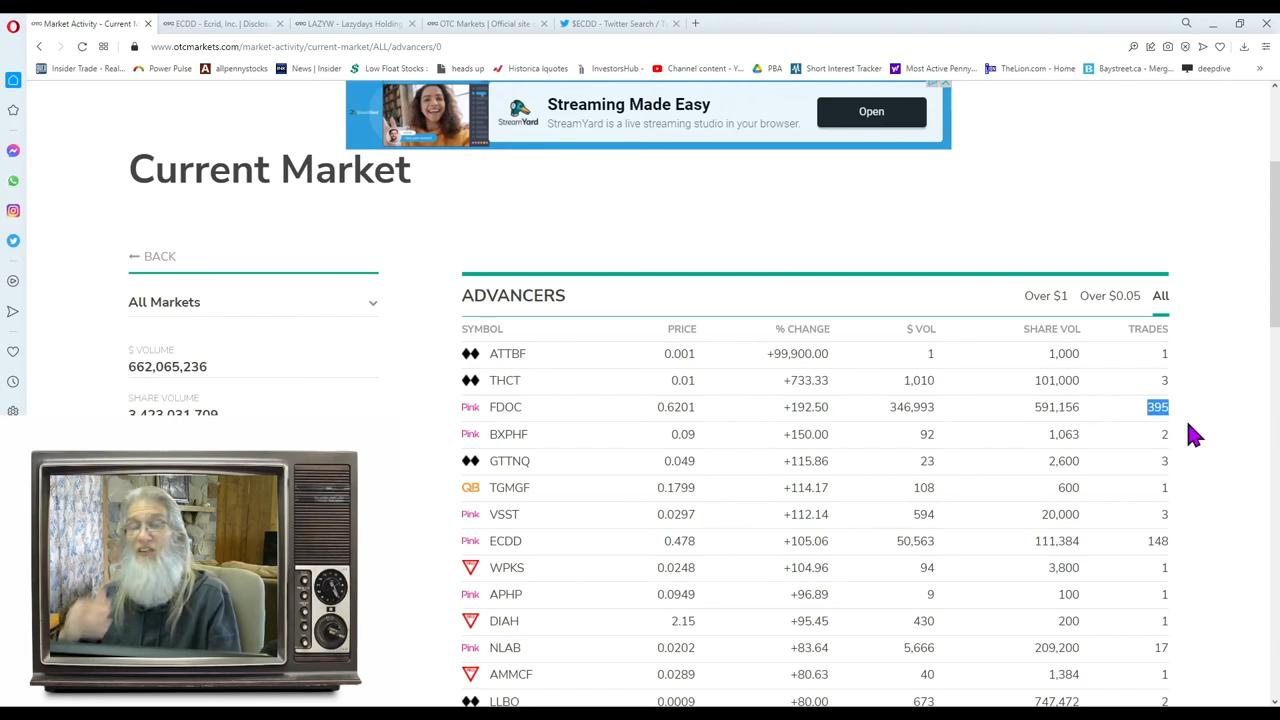 Market Activity - Current M
ECDD - Ecrid, Inc. | Disclosu
LAZYW - Lazydays Holding
OTC Markets | Official site o
$ECDD - Twitter Search / T
www.otcmarkets.com/market-activity/current-market/ALL/advancers/0
Insider Trade - Real...
Power Pulse
allpennystocks
News | Insider
Low Float Stocks :
heads up
Historica Iquotes
InvestorsHub -
Channel content - Y...
PBA
Short Interest Tracker
Most Active Penny...
TheLion.com - Home
Baystreet.ca - Merg...
deepdive
StreamYard
Streaming Made Easy
StreamYard is a live streaming studio in your browser.
Open
Current Market
BACK
All Markets
$ VOLUME
662,065,236
SHARE VOLUME
3,423,031,709
ADVANCERS Over $1 Over $0.05 All
SYMBOL PRICE % CHANGE $ VOL SHARE VOL TRADES
ATTBF 0.001 +99,900.00 1 1,000 1
THCT 0.01 +733.33 1,010 101,000 3
Pink FDOC 0.6201 +192.50 346,993 591,156 395
Pink BXPHF 0.09 +150.00 92 1,063 2
GTTNQ 0.049 +115.86 23 2,600 3
QB TGMGF 0.1799 +114.17 108 600 1
Pink VSST 0.0297 +112.14 594 20,000 3
Pink ECDD 0.478 +105.06 50,563 111,384 148
WPKS 0.0248 +104.96 94 3,800 1
Pink APHP 0.0949 +96.89 9 100 1
DIAH 2.15 +95.45 430 200 1
Pink NLAB 0.0202 +83.64 5,666 209,200 17
AMMCF 0.0289 +80.63 40 1,384 1
LLBO 0.0009 +80.00 673 747,472 2